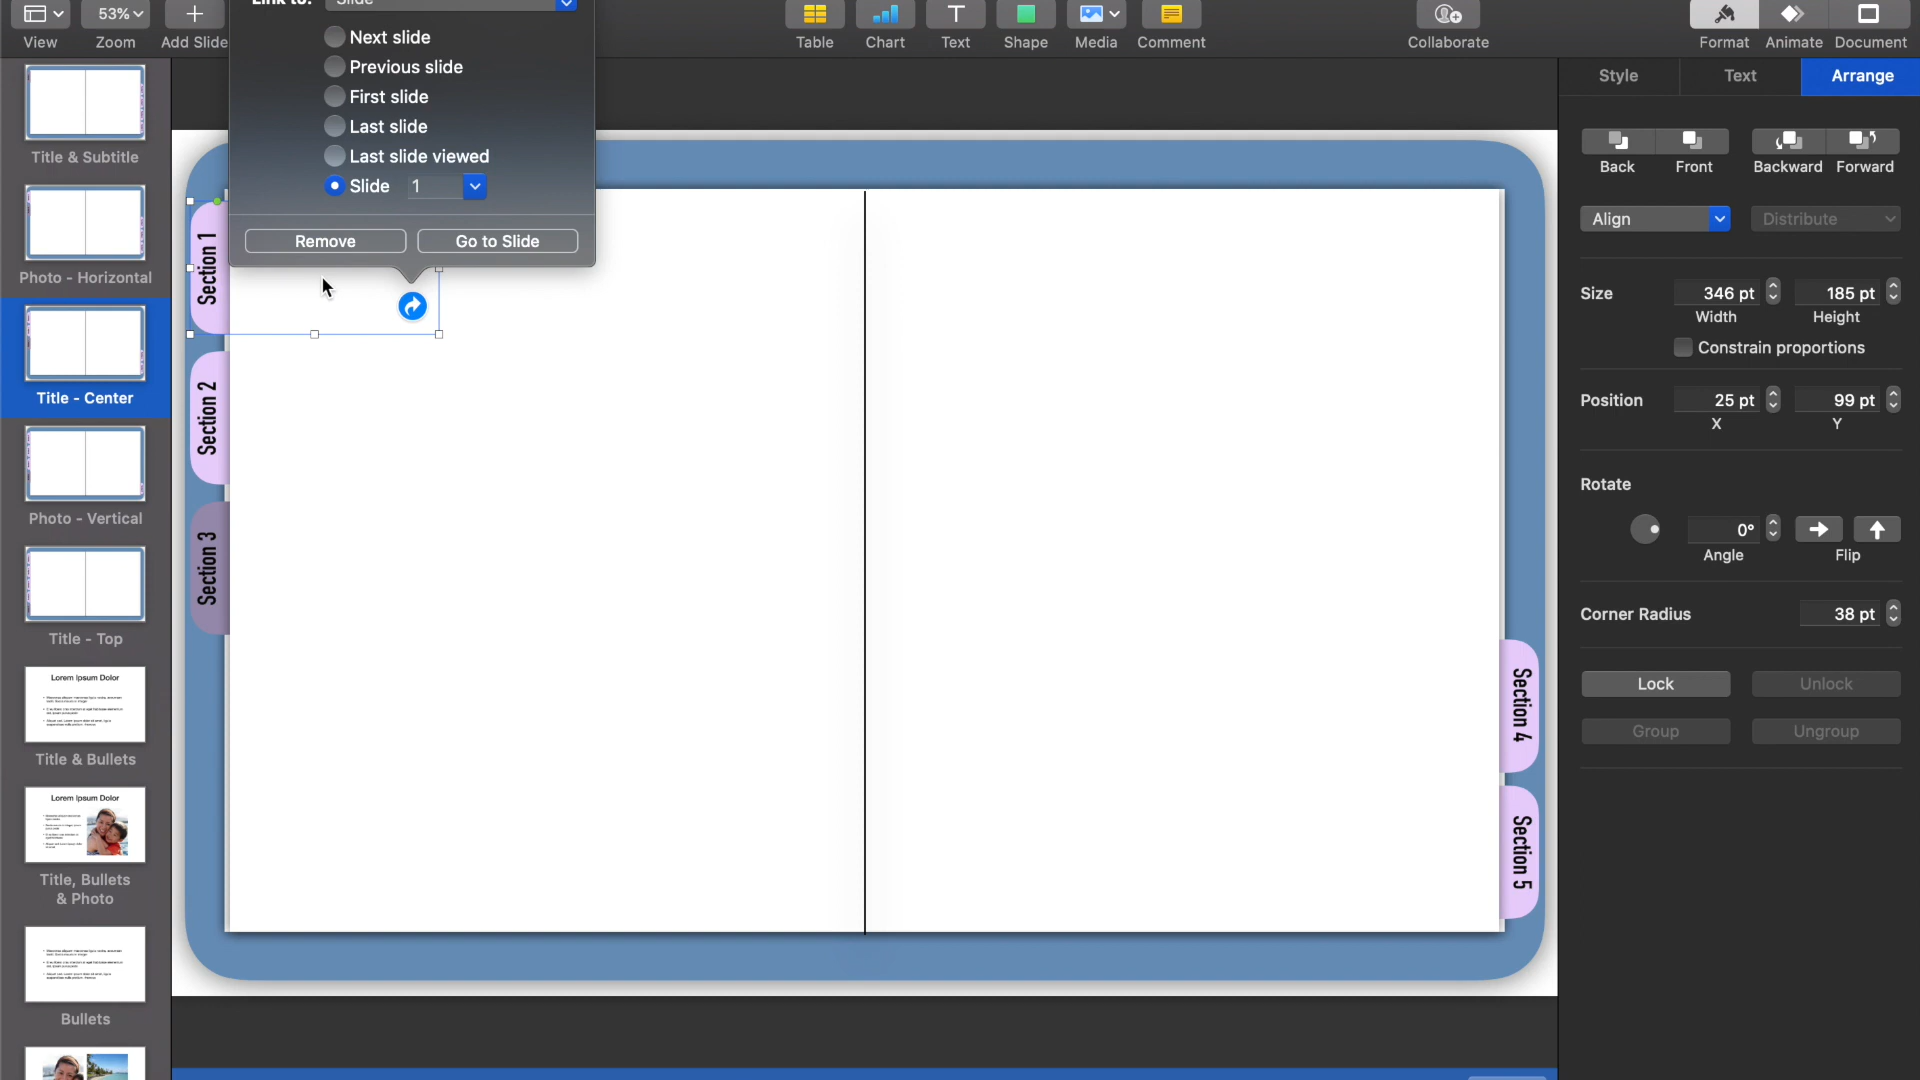 Link to:
Slide
View
53%
Zoom
Add Slide
Table
Chart
Text
Shape
Media
Comment
Collaborate
Format
Animate
Document
Next slide
Previous slide
First slide
Last slide
Last slide viewed
Slide 1
Remove
Go to Slide
Title & Subtitle
Photo - Horizontal
Title - Center
Photo - Vertical
Title - Top
Lorem Ipsum Dolor
Title & Bullets
Lorem Ipsum Dolor
Title, Bullets
& Photo
Bullets
Section 1
Section 2
Section 3
Section 4
Section 5
Style
Text
Arrange
Back
Front
Backward
Forward
Align
Distribute
Size
346 pt
185 pt
Width
Height
Constrain proportions
Position
25 pt
99 pt
X
Y
Rotate
0°
Angle
Flip
Corner Radius
38 pt
Lock
Unlock
Group
Ungroup